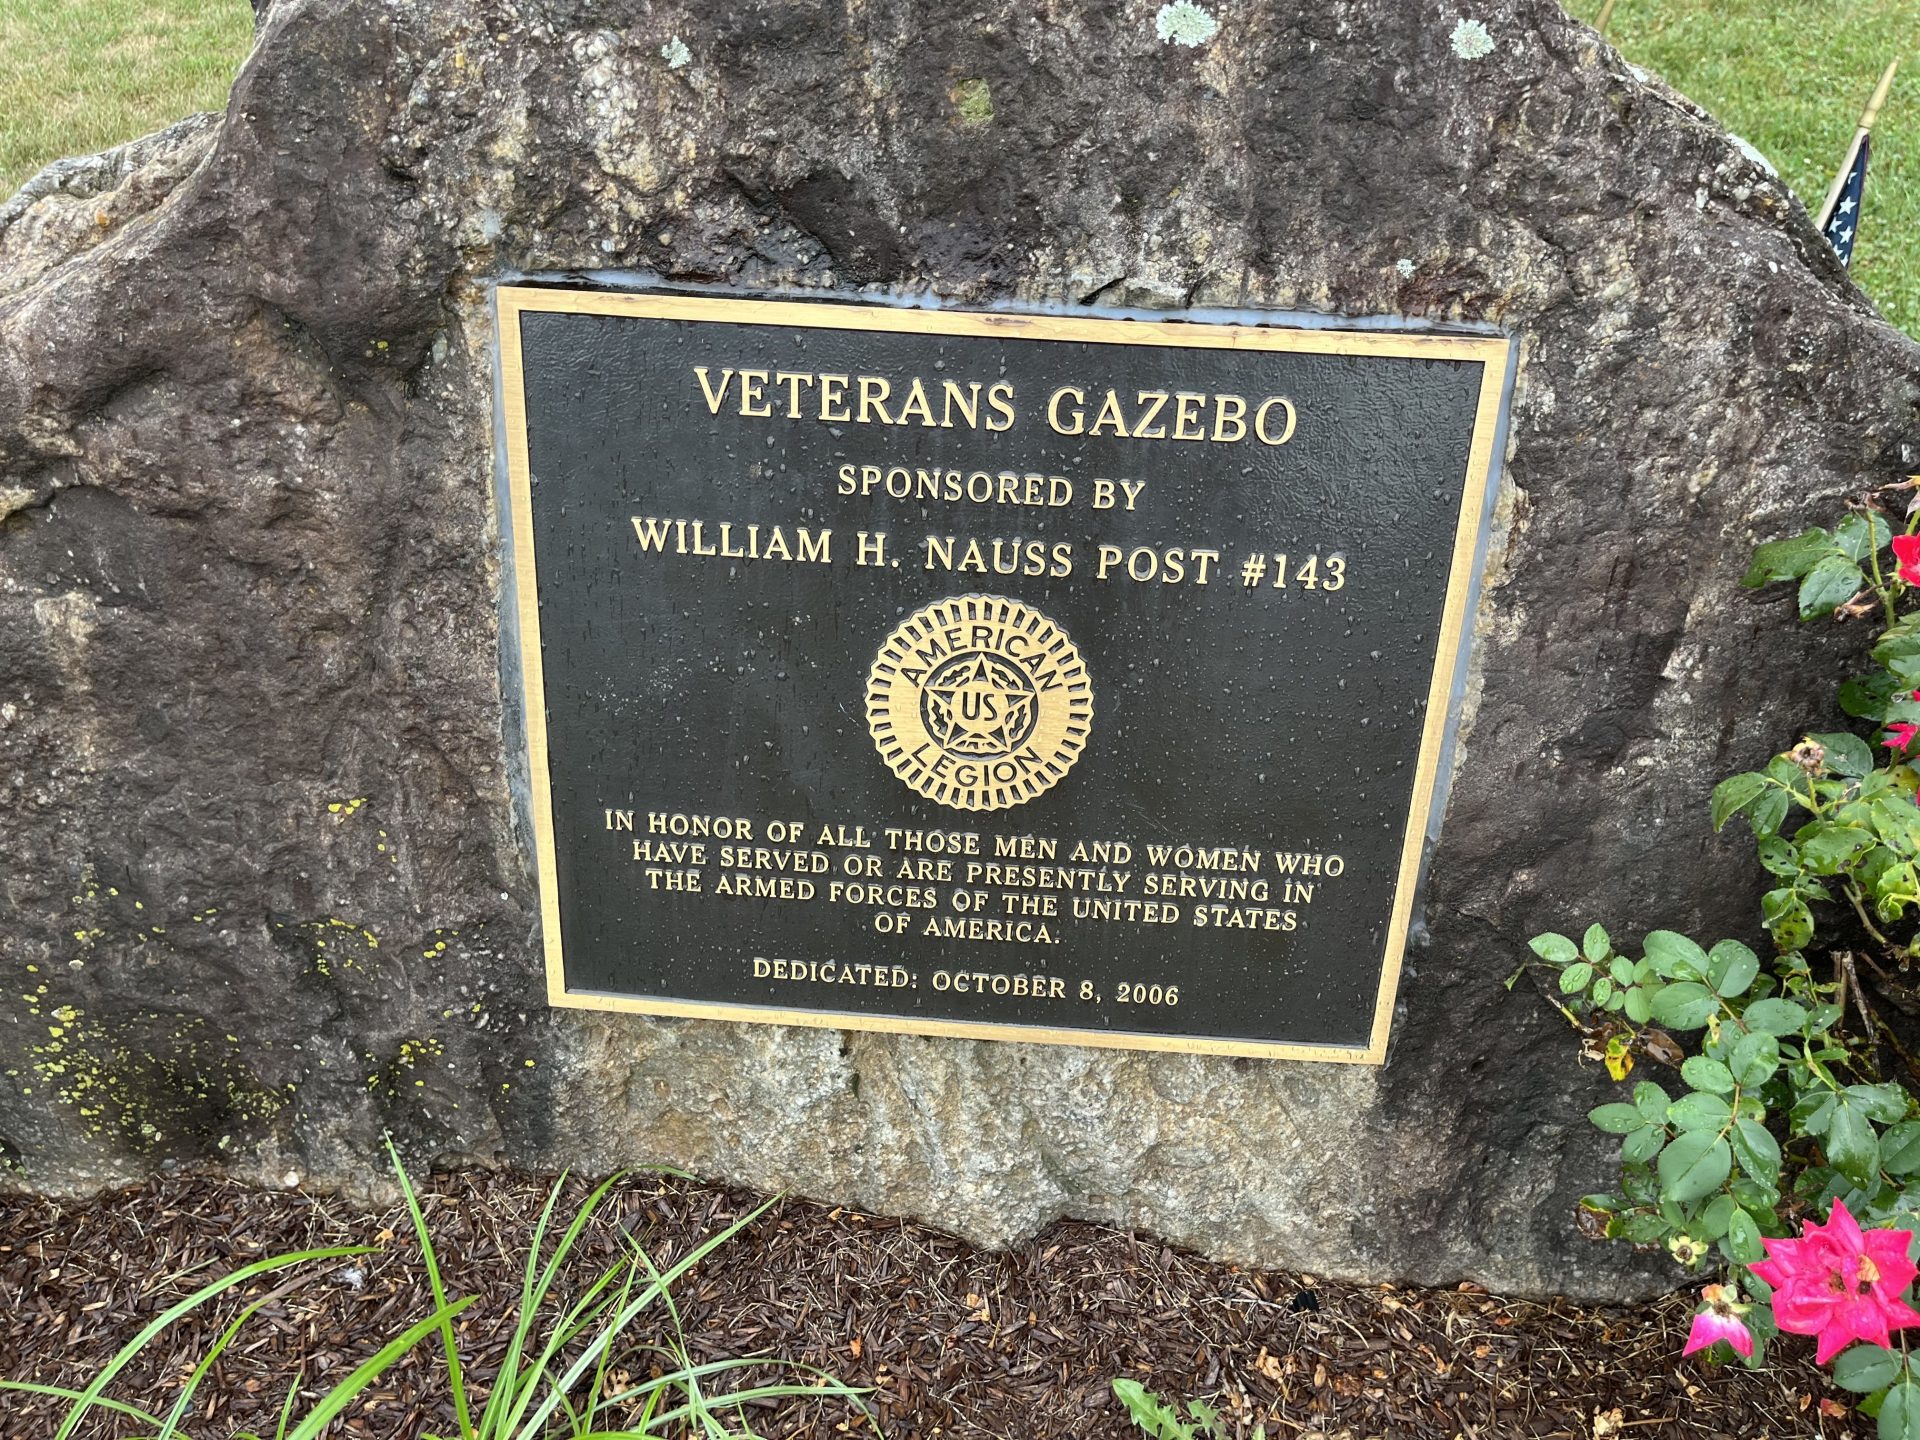 VETERANS GAZEBO
SPONSORED BY
WILLIAM H. NAUSS POST #143
AMERICAN
US
LEGION
IN HONOR OF ALL THOSE MEN AND WOMEN WHO
HAVE SERVED OR ARE PRESENTLY SERVING IN
THE ARMED FORCES OF THE UNITED STATES
OF AMERICA.
DEDICATED: OCTOBER 8, 2006